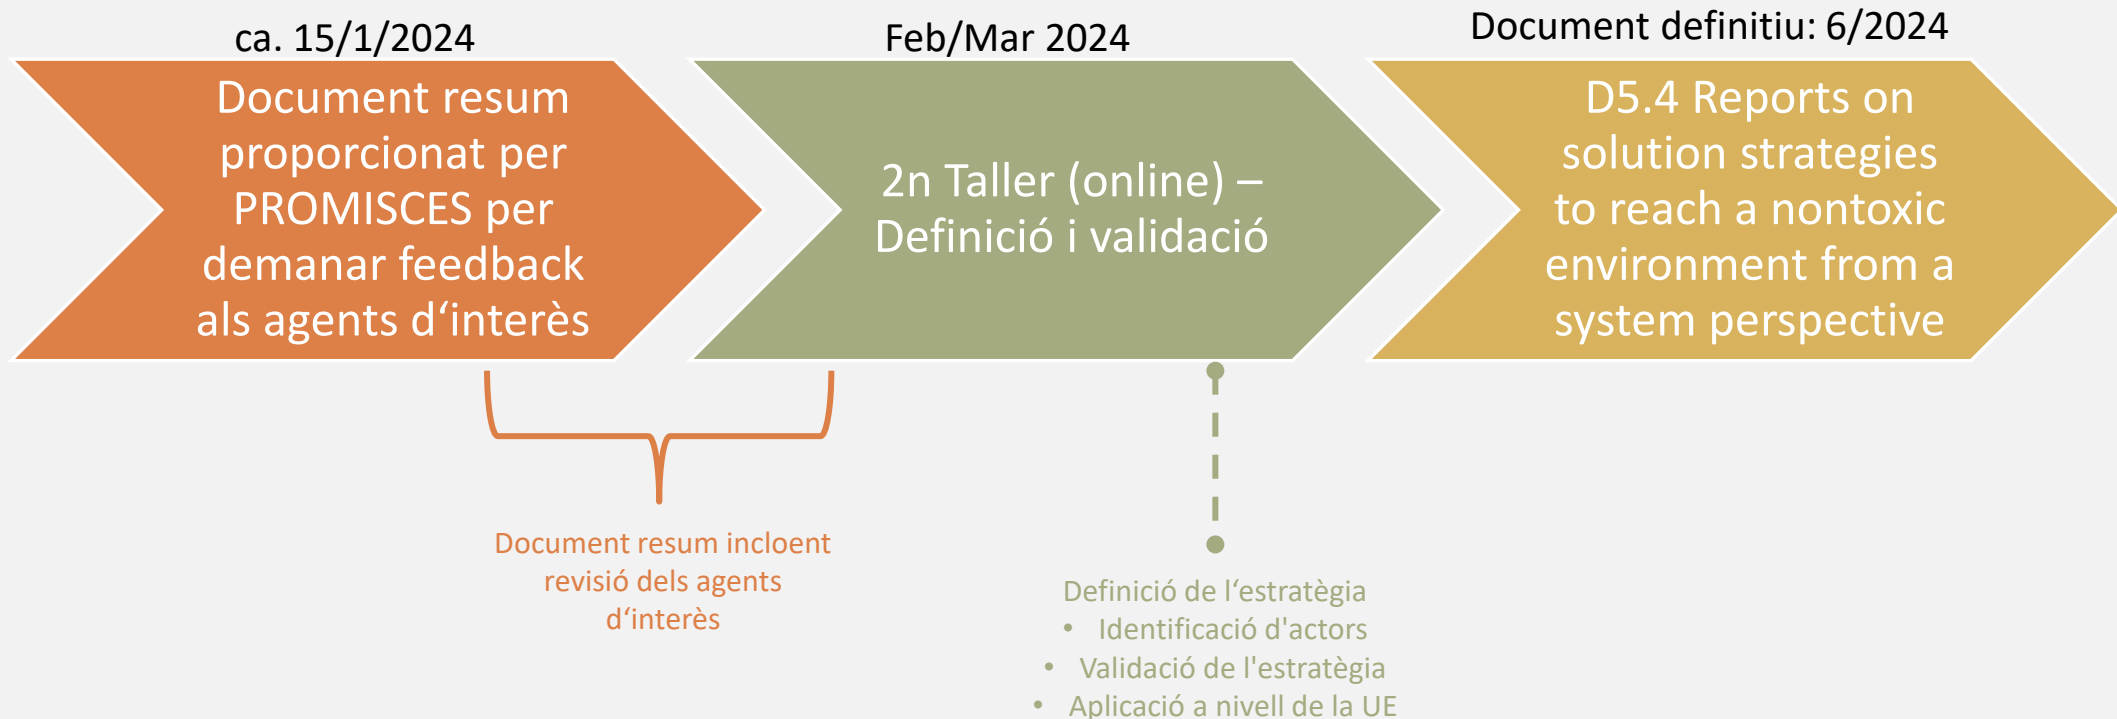 ca. 15/1/2024
Document resum
proporcionat per
PROMISCES per
demanar feedback
als agents d‘interès
Document resum incloent
revisió dels agents
d‘interès
Feb/Mar 2024
2n Taller (online) –
Definició i validació
Definició de l‘estratègia
• Identificació d'actors
• Validació de l'estratègia
• Aplicació a nivell de la UE
Document definitiu: 6/2024
D5.4 Reports on
solution strategies
to reach a nontoxic
environment from a
system perspective